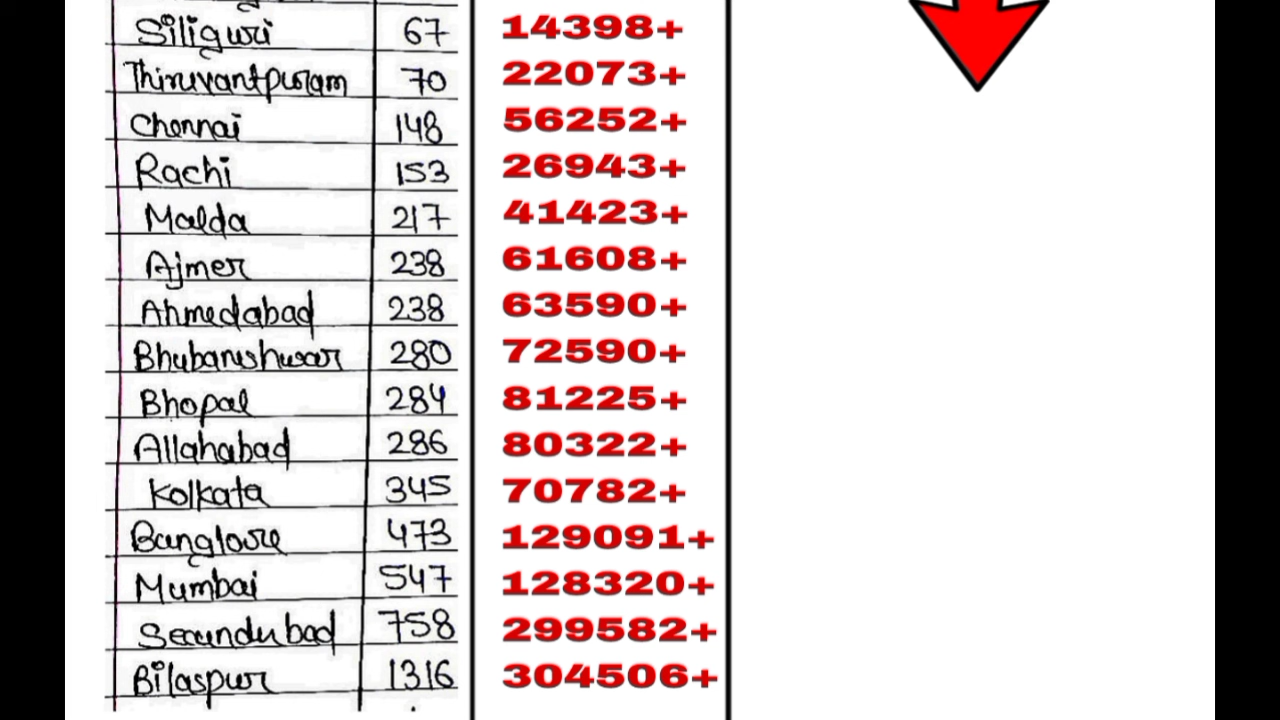 Siliguri 67 14398+
Thiruvantpuram 70 22073+
Chennai 148 56252+
Rachi 153 26943+
Malda 217 41423+
Ajmer 238 61608+
Ahmedabad 238 63590+
Bhubaneshwar 280 72590+
Bhopal 284 81225+
Allahabad 286 80322+
Kolkata 345 70782+
Banglore 473 129091+
Mumbai 547 128320+
Secundubad 758 299582+
Bilaspur 1316 304506+